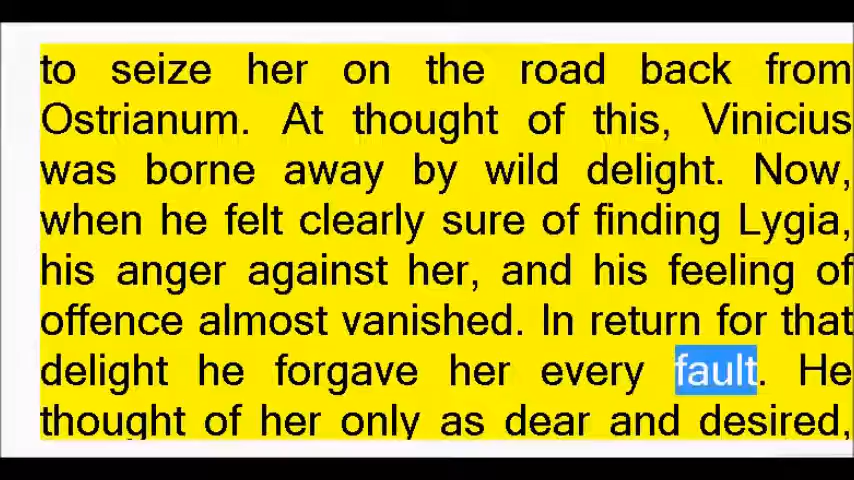 to seize her on the road back from
Ostrianum. At thought of this, Vinicius
was borne away by wild delight. Now,
when he felt clearly sure of finding Lygia,
his anger against her, and his feeling of
offence almost vanished. In return for that
delight he forgave her every fault. He
thought of her only as dear and desired,